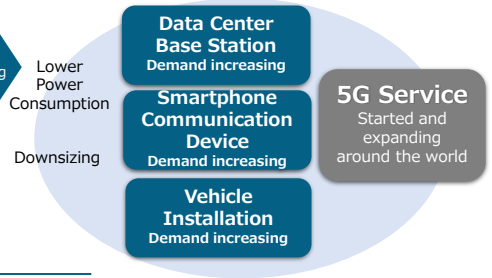 g
Lower
Power
Consumption
Downsizing
Data Center
Base Station
Demand increasing
Smartphone
Communication
Device
Demand increasing
Vehicle
Installation
Demand increasing
5G Service
Started and
expanding
around the world